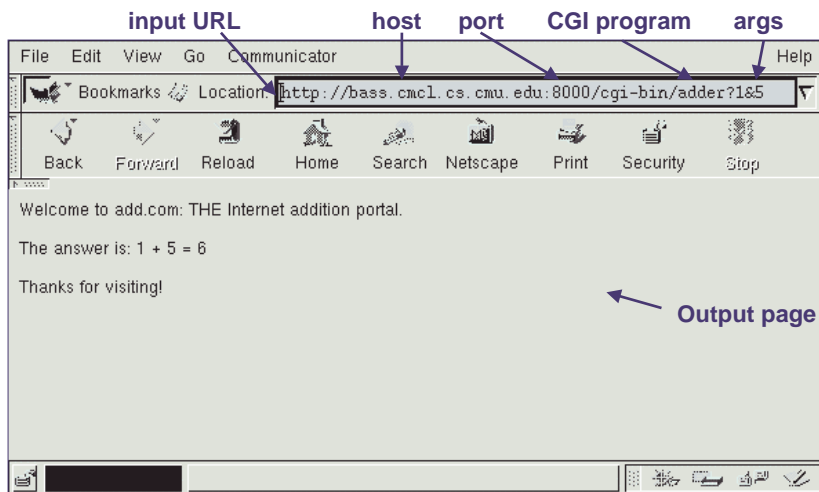 input URL host port CGI program args
File Edit View Go Communicator Help
Bookmarks Location: http://bass.cmcl.cs.cmu.edu:8000/cgi-bin/adder?1&5
Back Forward Reload Home Search Netscape Print Security Stop
Welcome to add.com: THE Internet addition portal.
The answer is: 1 + 5 = 6
Thanks for visiting!
Output page